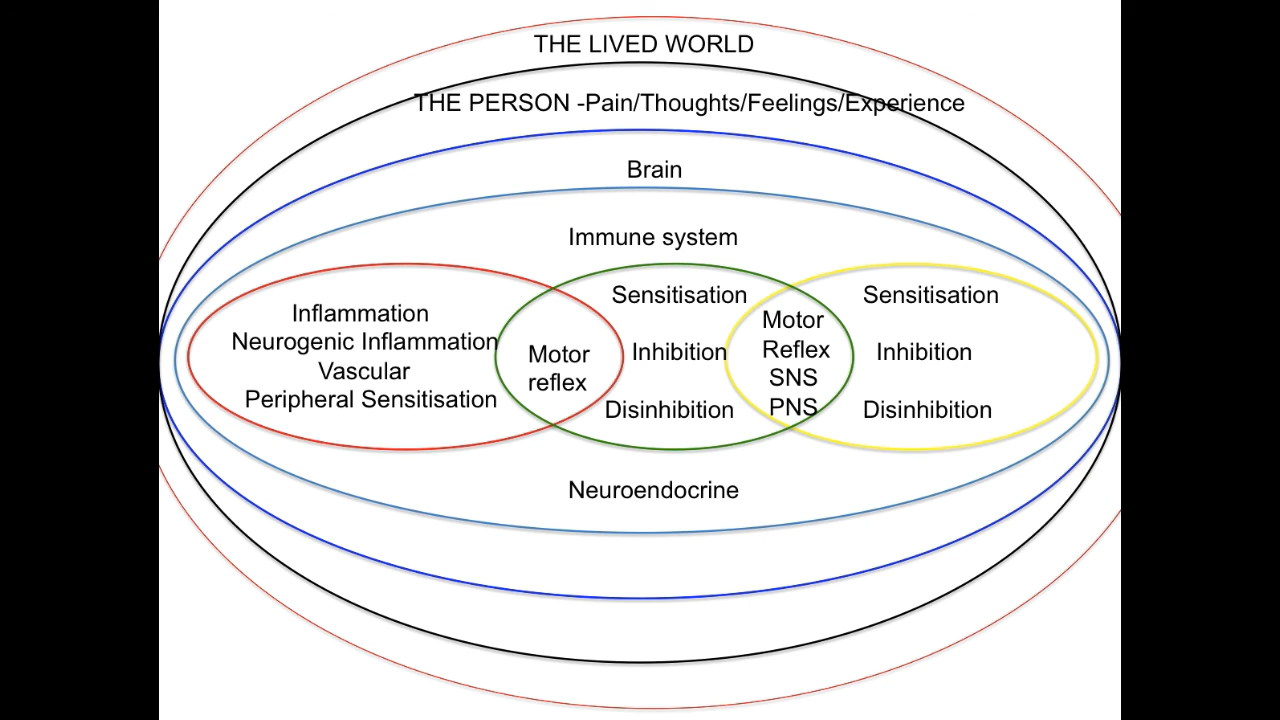 THE LIVED WORLD
THE PERSON -Pain/Thoughts/Feelings/Experience
Brain
Immune system
Inflammation
Neurogenic Inflammation
Vascular
Peripheral Sensitisation
Motor
reflex
Sensitisation
Inhibition
Disinhibition
Motor
Reflex
SNS
PNS
Sensitisation
Inhibition
Disinhibition
Neuroendocrine